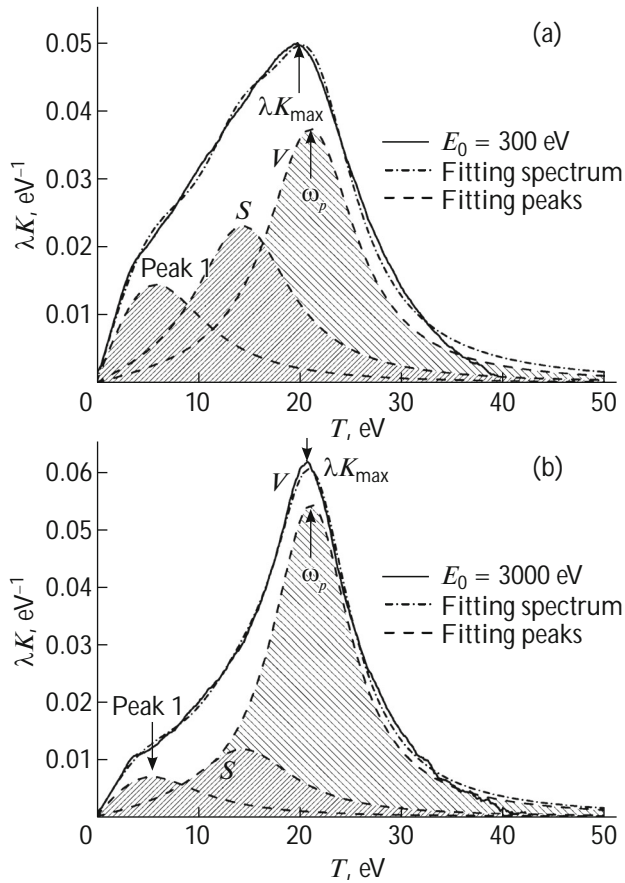 (a)
0.05
0.04
0.03
0.02
0.01
λK, eV⁻¹
λK_max
V
ω_p
S
Peak 1
E₀ = 300 eV
Fitting spectrum
Fitting peaks
0 10 20 30 40 50
T, eV
(b)
0.06
0.05
0.04
0.03
0.02
0.01
λK, eV⁻¹
V
λK_max
ω_p
Peak 1
S
E₀ = 3000 eV
Fitting spectrum
Fitting peaks
0 10 20 30 40 50
T, eV